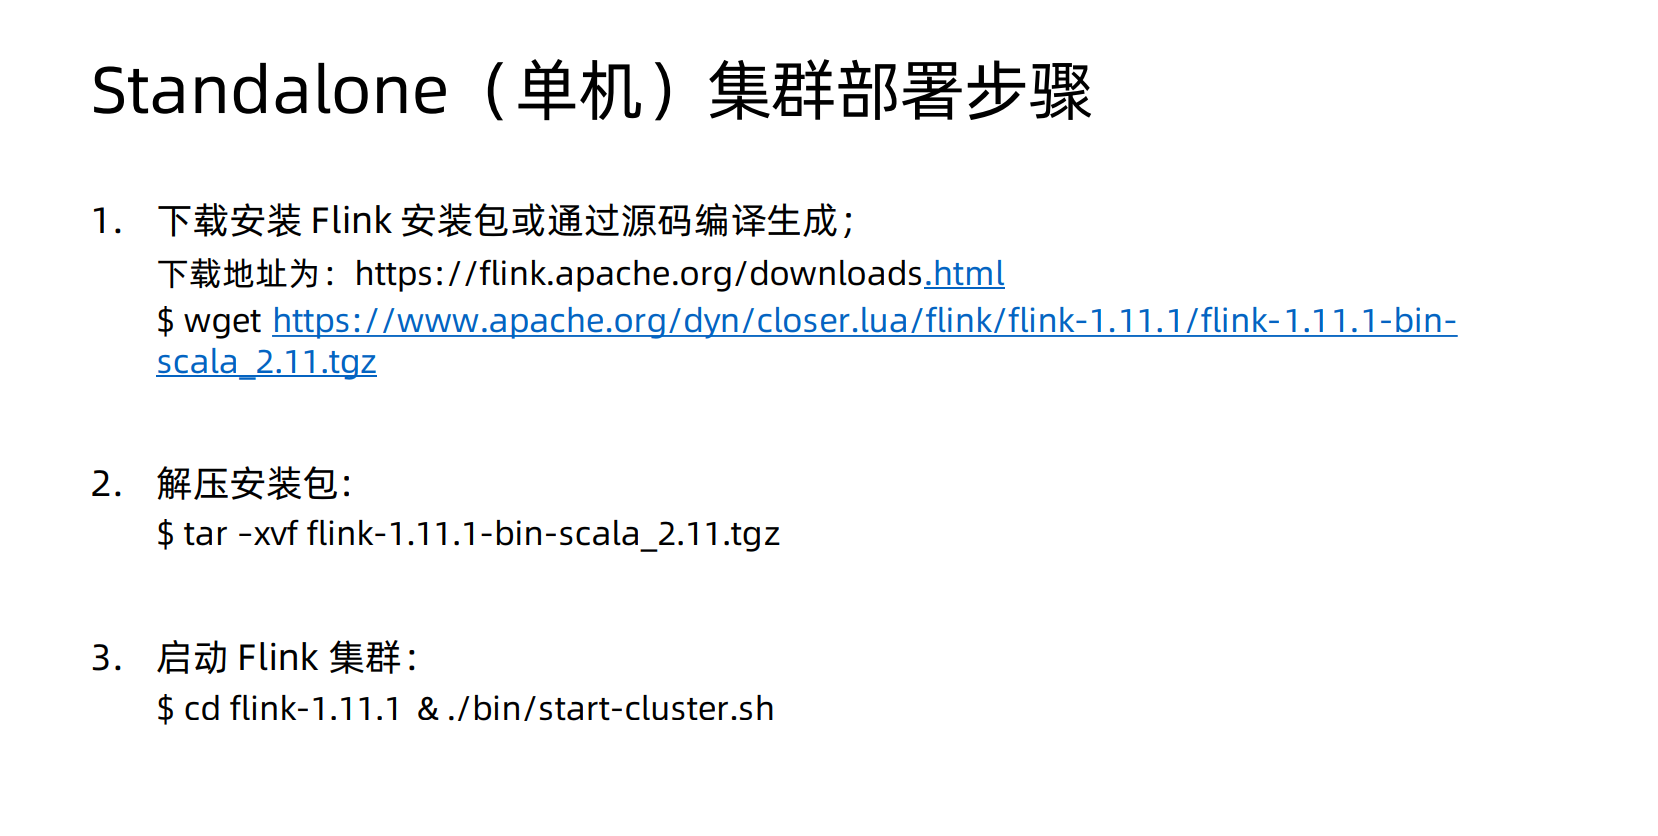 Standalone（单机）集群部署步骤
1. 下载安装 Flink 安装包或通过源码编译生成；
下载地址为：https://flink.apache.org/downloads.html
$ wget https://www.apache.org/dyn/closer.lua/flink/flink-1.11.1/flink-1.11.1-bin-
scala_2.11.tgz
2. 解压安装包：
$ tar –xvf flink-1.11.1-bin-scala_2.11.tgz
3. 启动 Flink 集群：
$ cd flink-1.11.1 & ./bin/start-cluster.sh